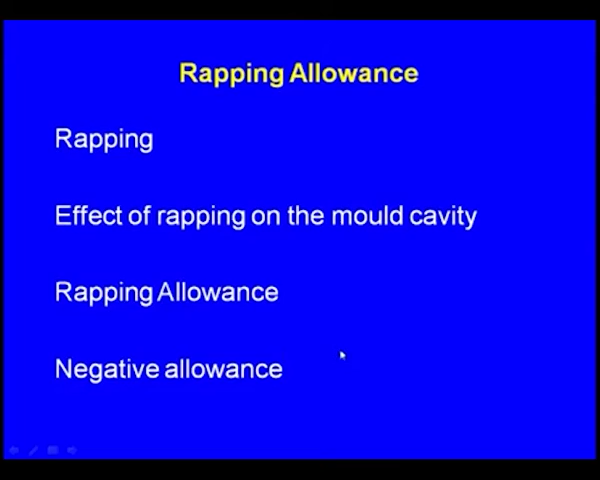 Rapping Allowance
Rapping
Effect of rapping on the mould cavity
Rapping Allowance
Negative allowance